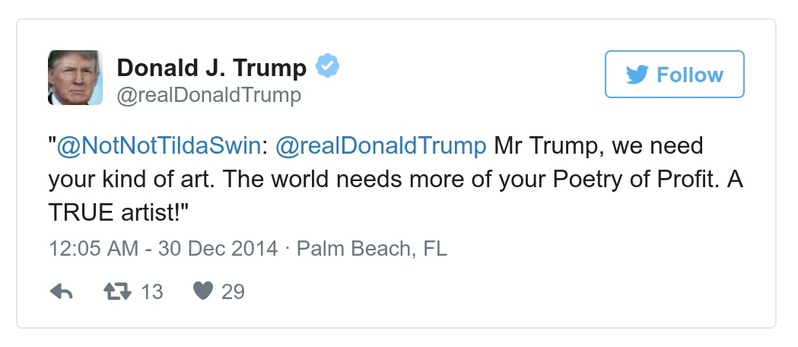 Donald J. Trump
Follow
@realDonaldTrump
"@NotNotTildaSwin: @realDonaldTrump Mr Trump, we need
your kind of art. The world needs more of your Poetry of Profit. A
TRUE artist!"
12:05 AM - 30 Dec 2014 · Palm Beach, FL
13 29